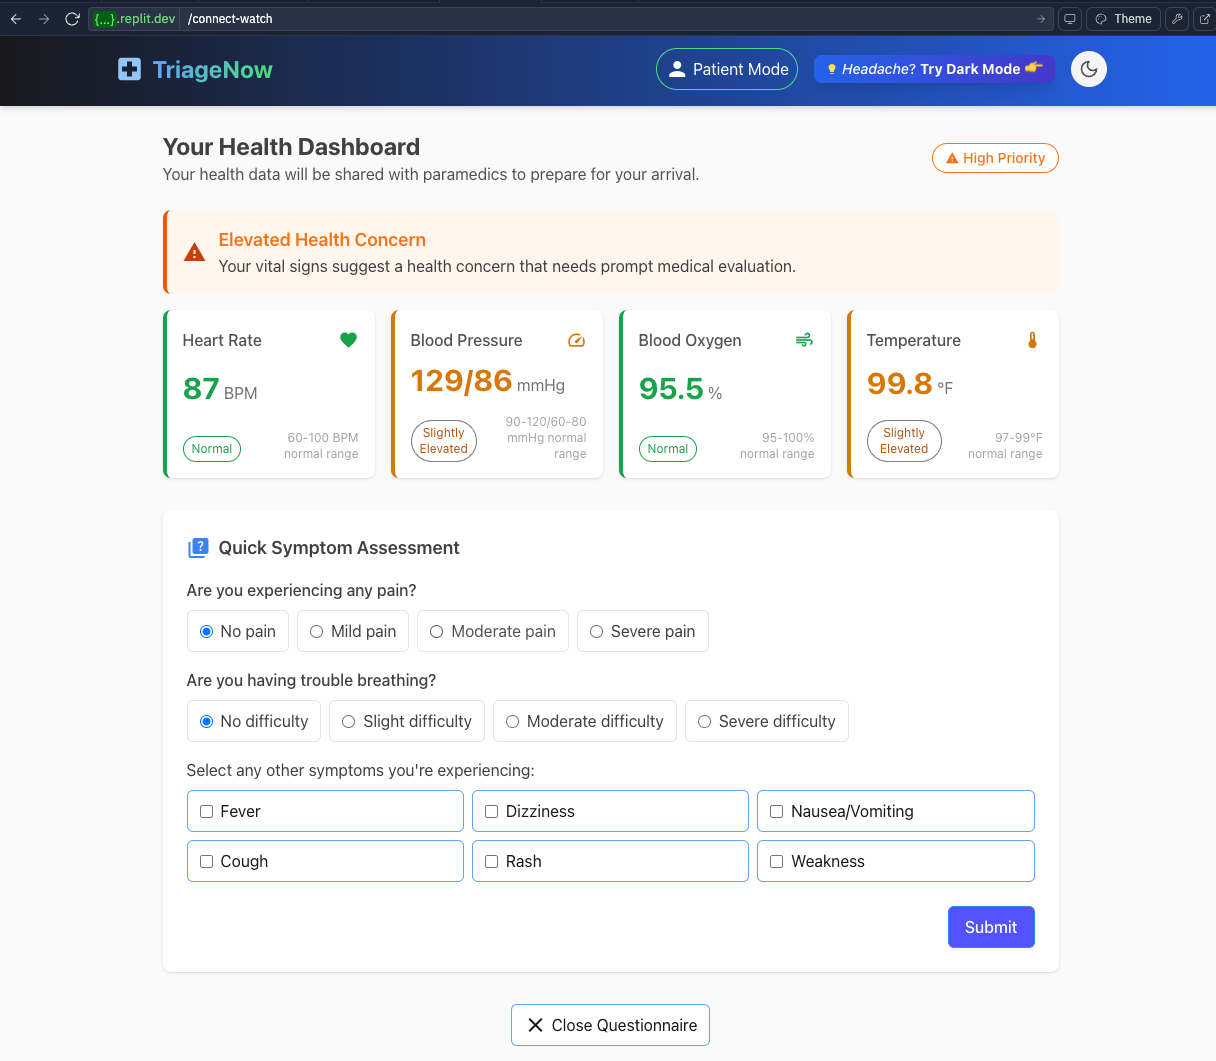 {...}.replit.dev /connect-watch
Theme
TriageNow
Patient Mode
Headache? Try Dark Mode
Your Health Dashboard
Your health data will be shared with paramedics to prepare for your arrival.
High Priority
Elevated Health Concern
Your vital signs suggest a health concern that needs prompt medical evaluation.
Heart Rate
87 BPM
Normal
60-100 BPM
normal range
Blood Pressure
129/86 mmHg
Slightly
Elevated
90-120/60-80
mmHg normal
range
Blood Oxygen
95.5 %
Normal
95-100%
normal range
Temperature
99.8 °F
Slightly
Elevated
97-99°F
normal range
? Quick Symptom Assessment
Are you experiencing any pain?
No pain Mild pain Moderate pain Severe pain
Are you having trouble breathing?
No difficulty Slight difficulty Moderate difficulty Severe difficulty
Select any other symptoms you're experiencing:
Fever Dizziness Nausea/Vomiting
Cough Rash Weakness
Submit
Close Questionnaire